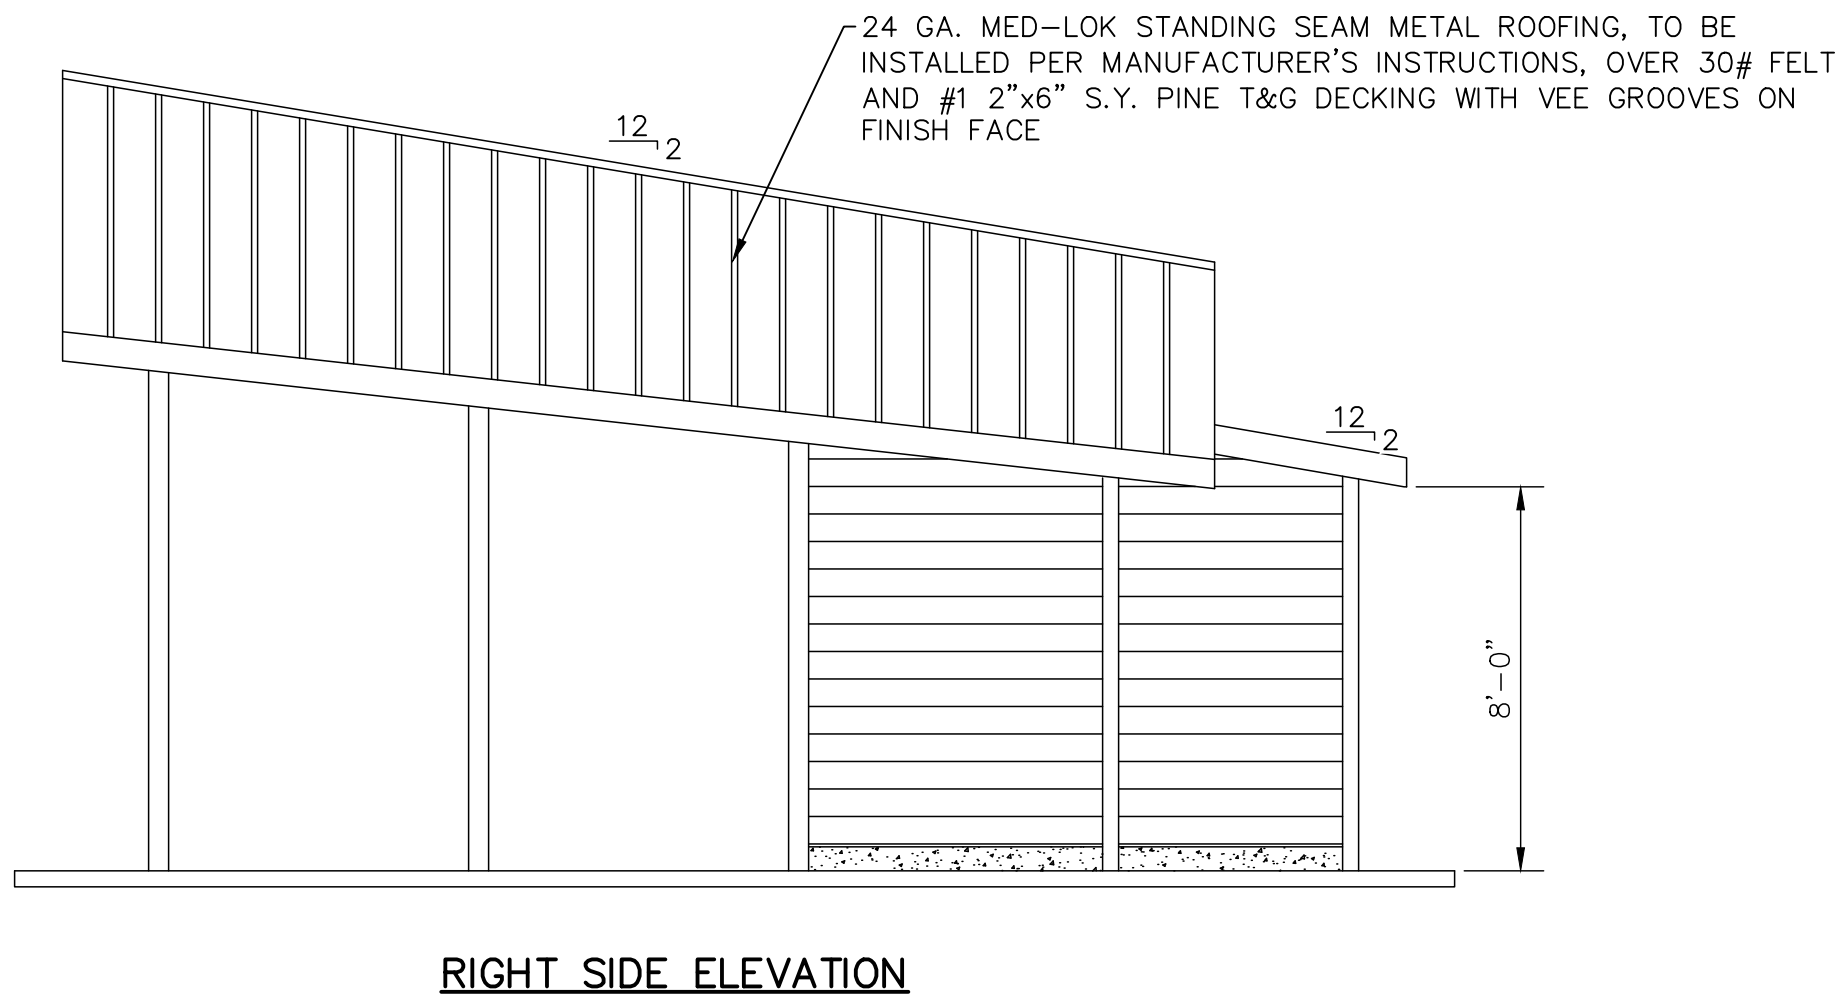 24 GA. MED-LOK STANDING SEAM METAL ROOFING, TO BE
INSTALLED PER MANUFACTURER'S INSTRUCTIONS, OVER 30# FELT
AND #1 2"x6" S.Y. PINE T&G DECKING WITH VEE GROOVES ON
FINISH FACE
12
2
12
2
8'-0"
RIGHT SIDE ELEVATION